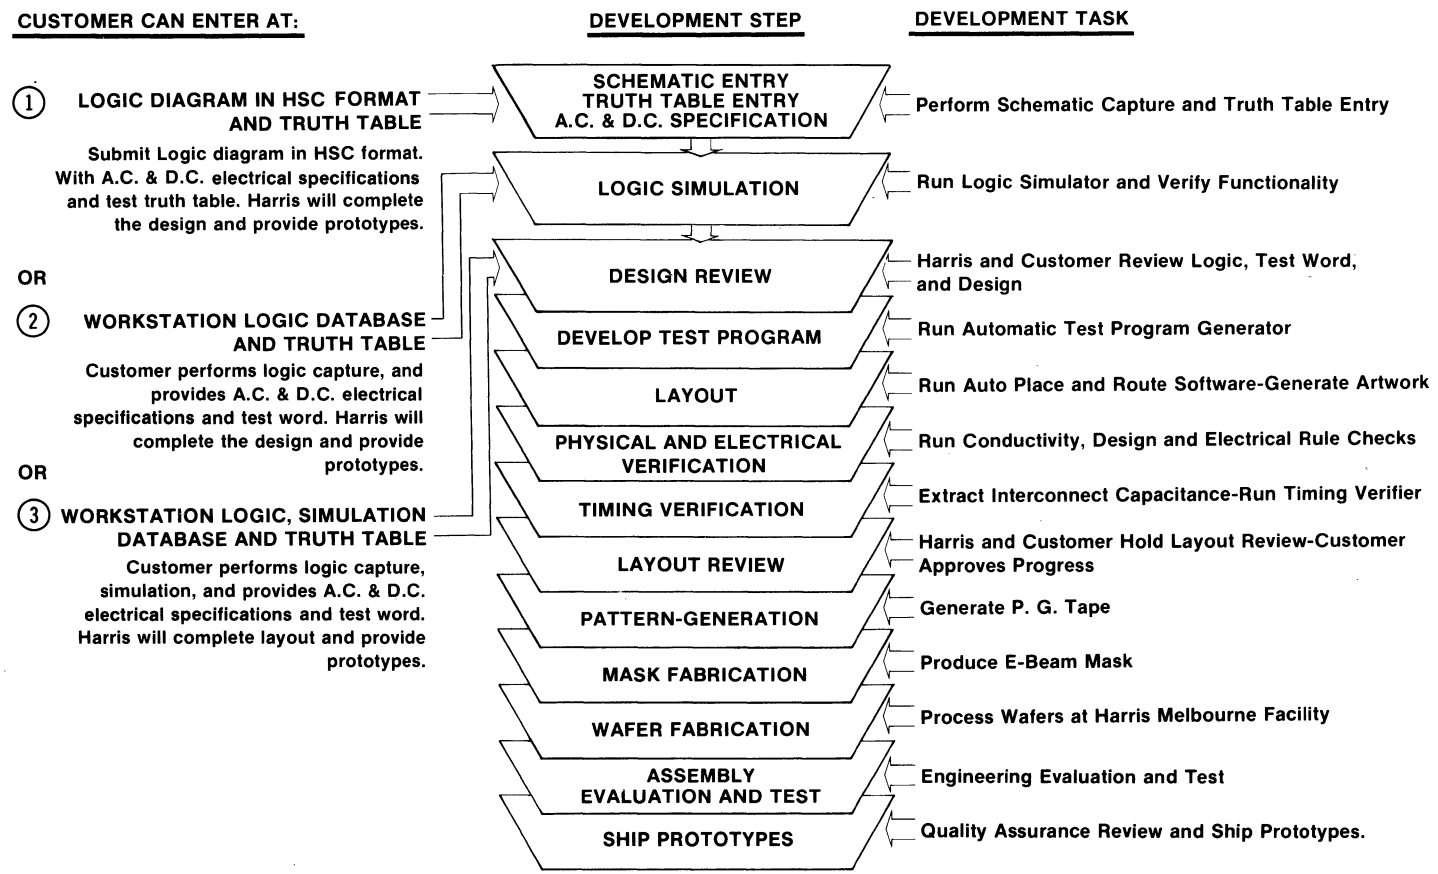 CUSTOMER CAN ENTER AT:
DEVELOPMENT STEP
DEVELOPMENT TASK
1
LOGIC DIAGRAM IN HSC FORMAT
AND TRUTH TABLE
Submit Logic diagram in HSC format.
With A.C. & D.C. electrical specifications
and test truth table. Harris will complete
the design and provide prototypes.
OR
2
WORKSTATION LOGIC DATABASE
AND TRUTH TABLE
Customer performs logic capture, and
provides A.C. & D.C. electrical
specifications and test word. Harris will
complete the design and provide
prototypes.
OR
3
WORKSTATION LOGIC, SIMULATION
DATABASE AND TRUTH TABLE
Customer performs logic capture,
simulation, and provides A.C. & D.C.
electrical specifications and test word.
Harris will complete layout and provide
prototypes.
SCHEMATIC ENTRY
TRUTH TABLE ENTRY
A.C. & D.C. SPECIFICATION
LOGIC SIMULATION
DESIGN REVIEW
DEVELOP TEST PROGRAM
LAYOUT
PHYSICAL AND ELECTRICAL
VERIFICATION
TIMING VERIFICATION
LAYOUT REVIEW
PATTERN-GENERATION
MASK FABRICATION
WAFER FABRICATION
ASSEMBLY
EVALUATION AND TEST
SHIP PROTOTYPES
Perform Schematic Capture and Truth Table Entry
Run Logic Simulator and Verify Functionality
Harris and Customer Review Logic, Test Word,
and Design
Run Automatic Test Program Generator
Run Auto Place and Route Software-Generate Artwork
Run Conductivity, Design and Electrical Rule Checks
Extract Interconnect Capacitance-Run Timing Verifier
Harris and Customer Hold Layout Review-Customer
Approves Progress
Generate P. G. Tape
Produce E-Beam Mask
Process Wafers at Harris Melbourne Facility
Engineering Evaluation and Test
Quality Assurance Review and Ship Prototypes.